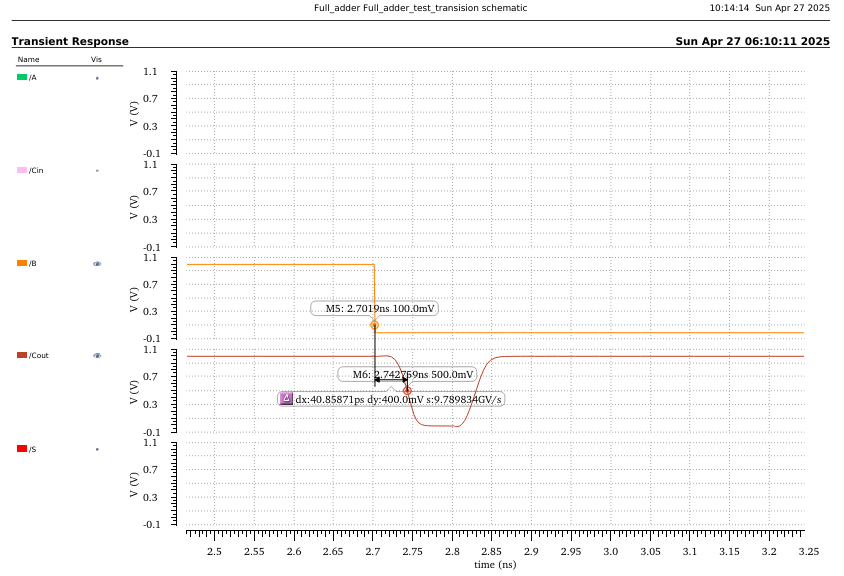 Full_adder Full_adder_test_transision schematic 10:14:14 Sun Apr 27 2025
Transient Response Sun Apr 27 06:10:11 2025
Name Vis
/A
1.1
0.7
0.3
-0.1
V (V)
/Cin
1.1
0.7
0.3
-0.1
V (V)
/B
1.1
0.7
0.3
-0.1
V (V)
M5: 2.7019ns 100.0mV
/Cout
1.1
0.7
0.3
-0.1
V (V)
M6: 2.742759ns 500.0mV
dx:40.85871ps dy:400.0mV s:9.789834GV/s
/S
1.1
0.7
0.3
-0.1
V (V)
2.5 2.55 2.6 2.65 2.7 2.75 2.8 2.85 2.9 2.95 3.0 3.05 3.1 3.15 3.2 3.25
time (ns)